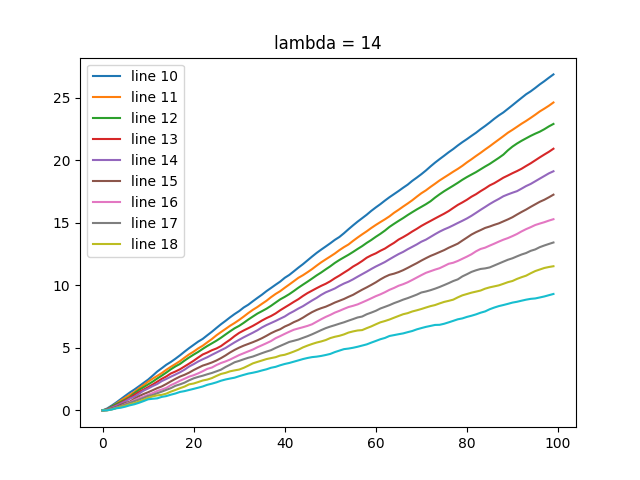 lambda = 14
line 10
line 11
line 12
line 13
line 14
line 15
line 16
line 17
line 18
25
20
15
10
5
0
0 20 40 60 80 100